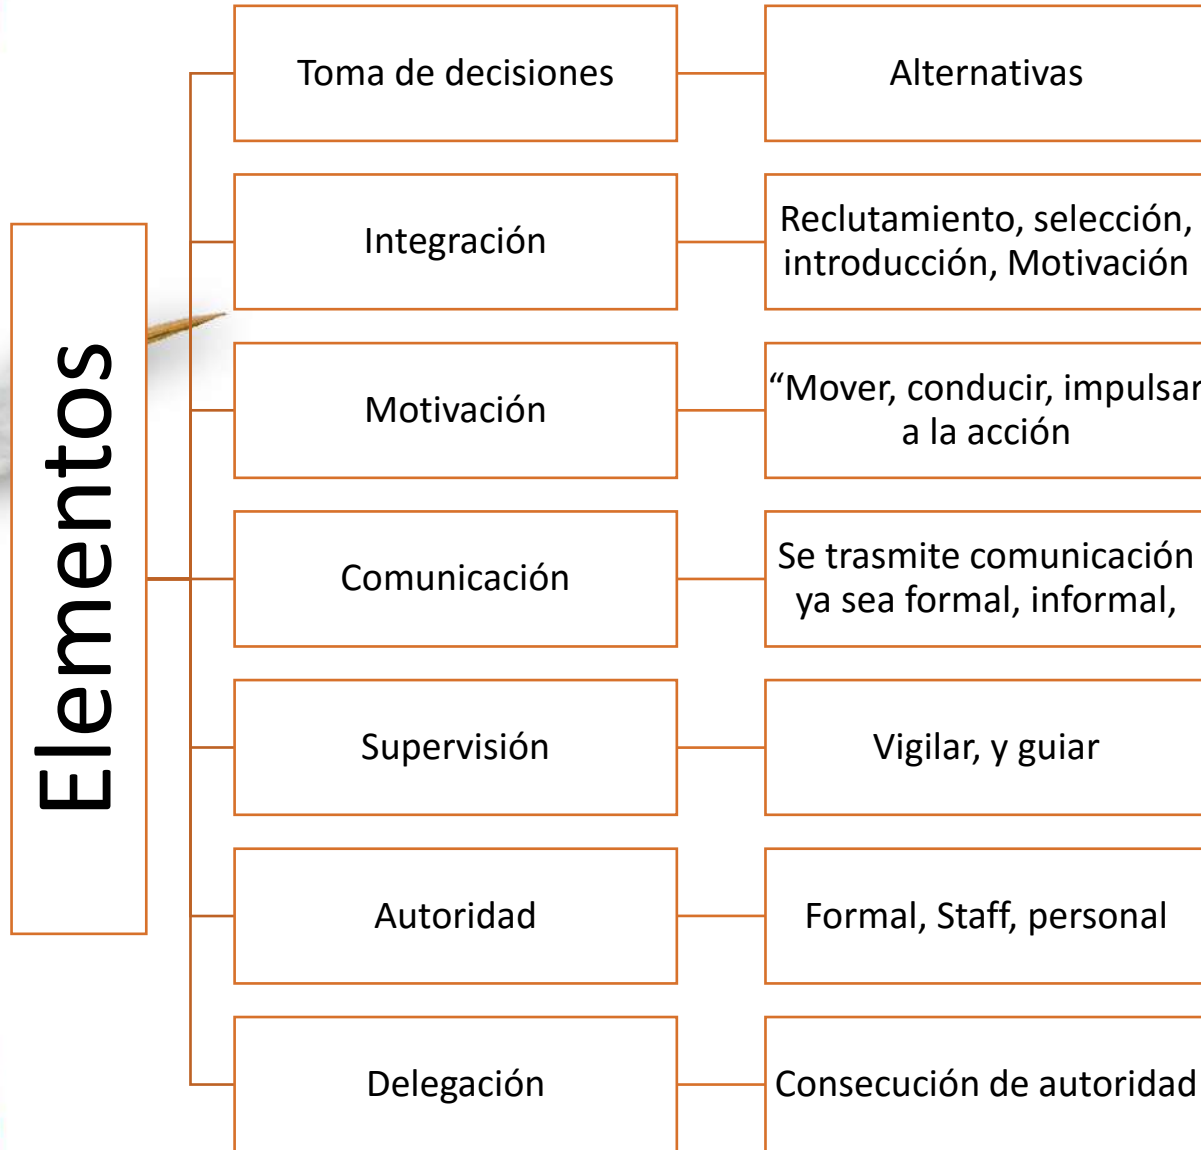 Elementos
Toma de decisiones
Alternativas
Integración
Reclutamiento, selección,
introducción, Motivación
Motivación
“Mover, conducir, impulsar
a la acción
Comunicación
Se trasmite comunicación
ya sea formal, informal,
Supervisión
Vigilar, y guiar
Autoridad
Formal, Staff, personal
Delegación
Consecución de autoridad